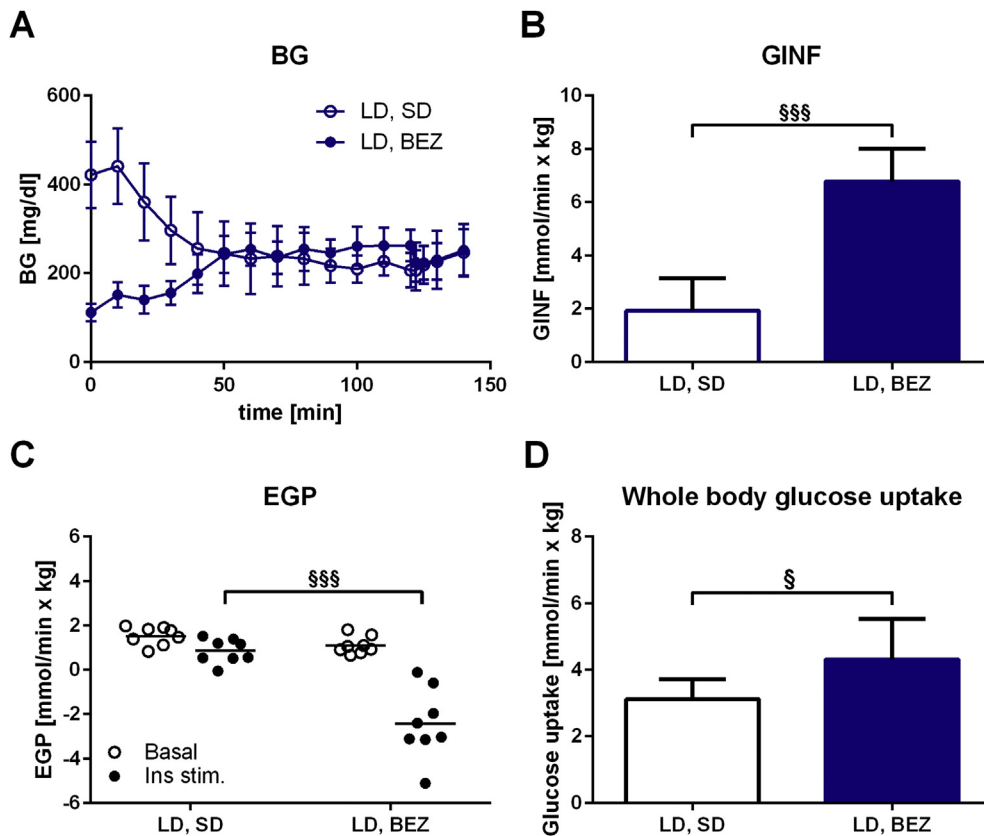 A
BG
BG [mg/dl]
600
400
200
0
LD, SD
LD, BEZ
0 50 100 150
time [min]
B
GINF
GINF [mmol/min x kg]
10
8
6
4
2
0
§§§
LD, SD LD, BEZ
C
EGP
EGP [mmol/min x kg]
6
4
2
0
-2
-4
-6
§§§
Basal
Ins stim.
LD, SD LD, BEZ
D
Whole body glucose uptake
Glucose uptake [mmol/min x kg]
8
6
4
2
0
§
LD, SD LD, BEZ